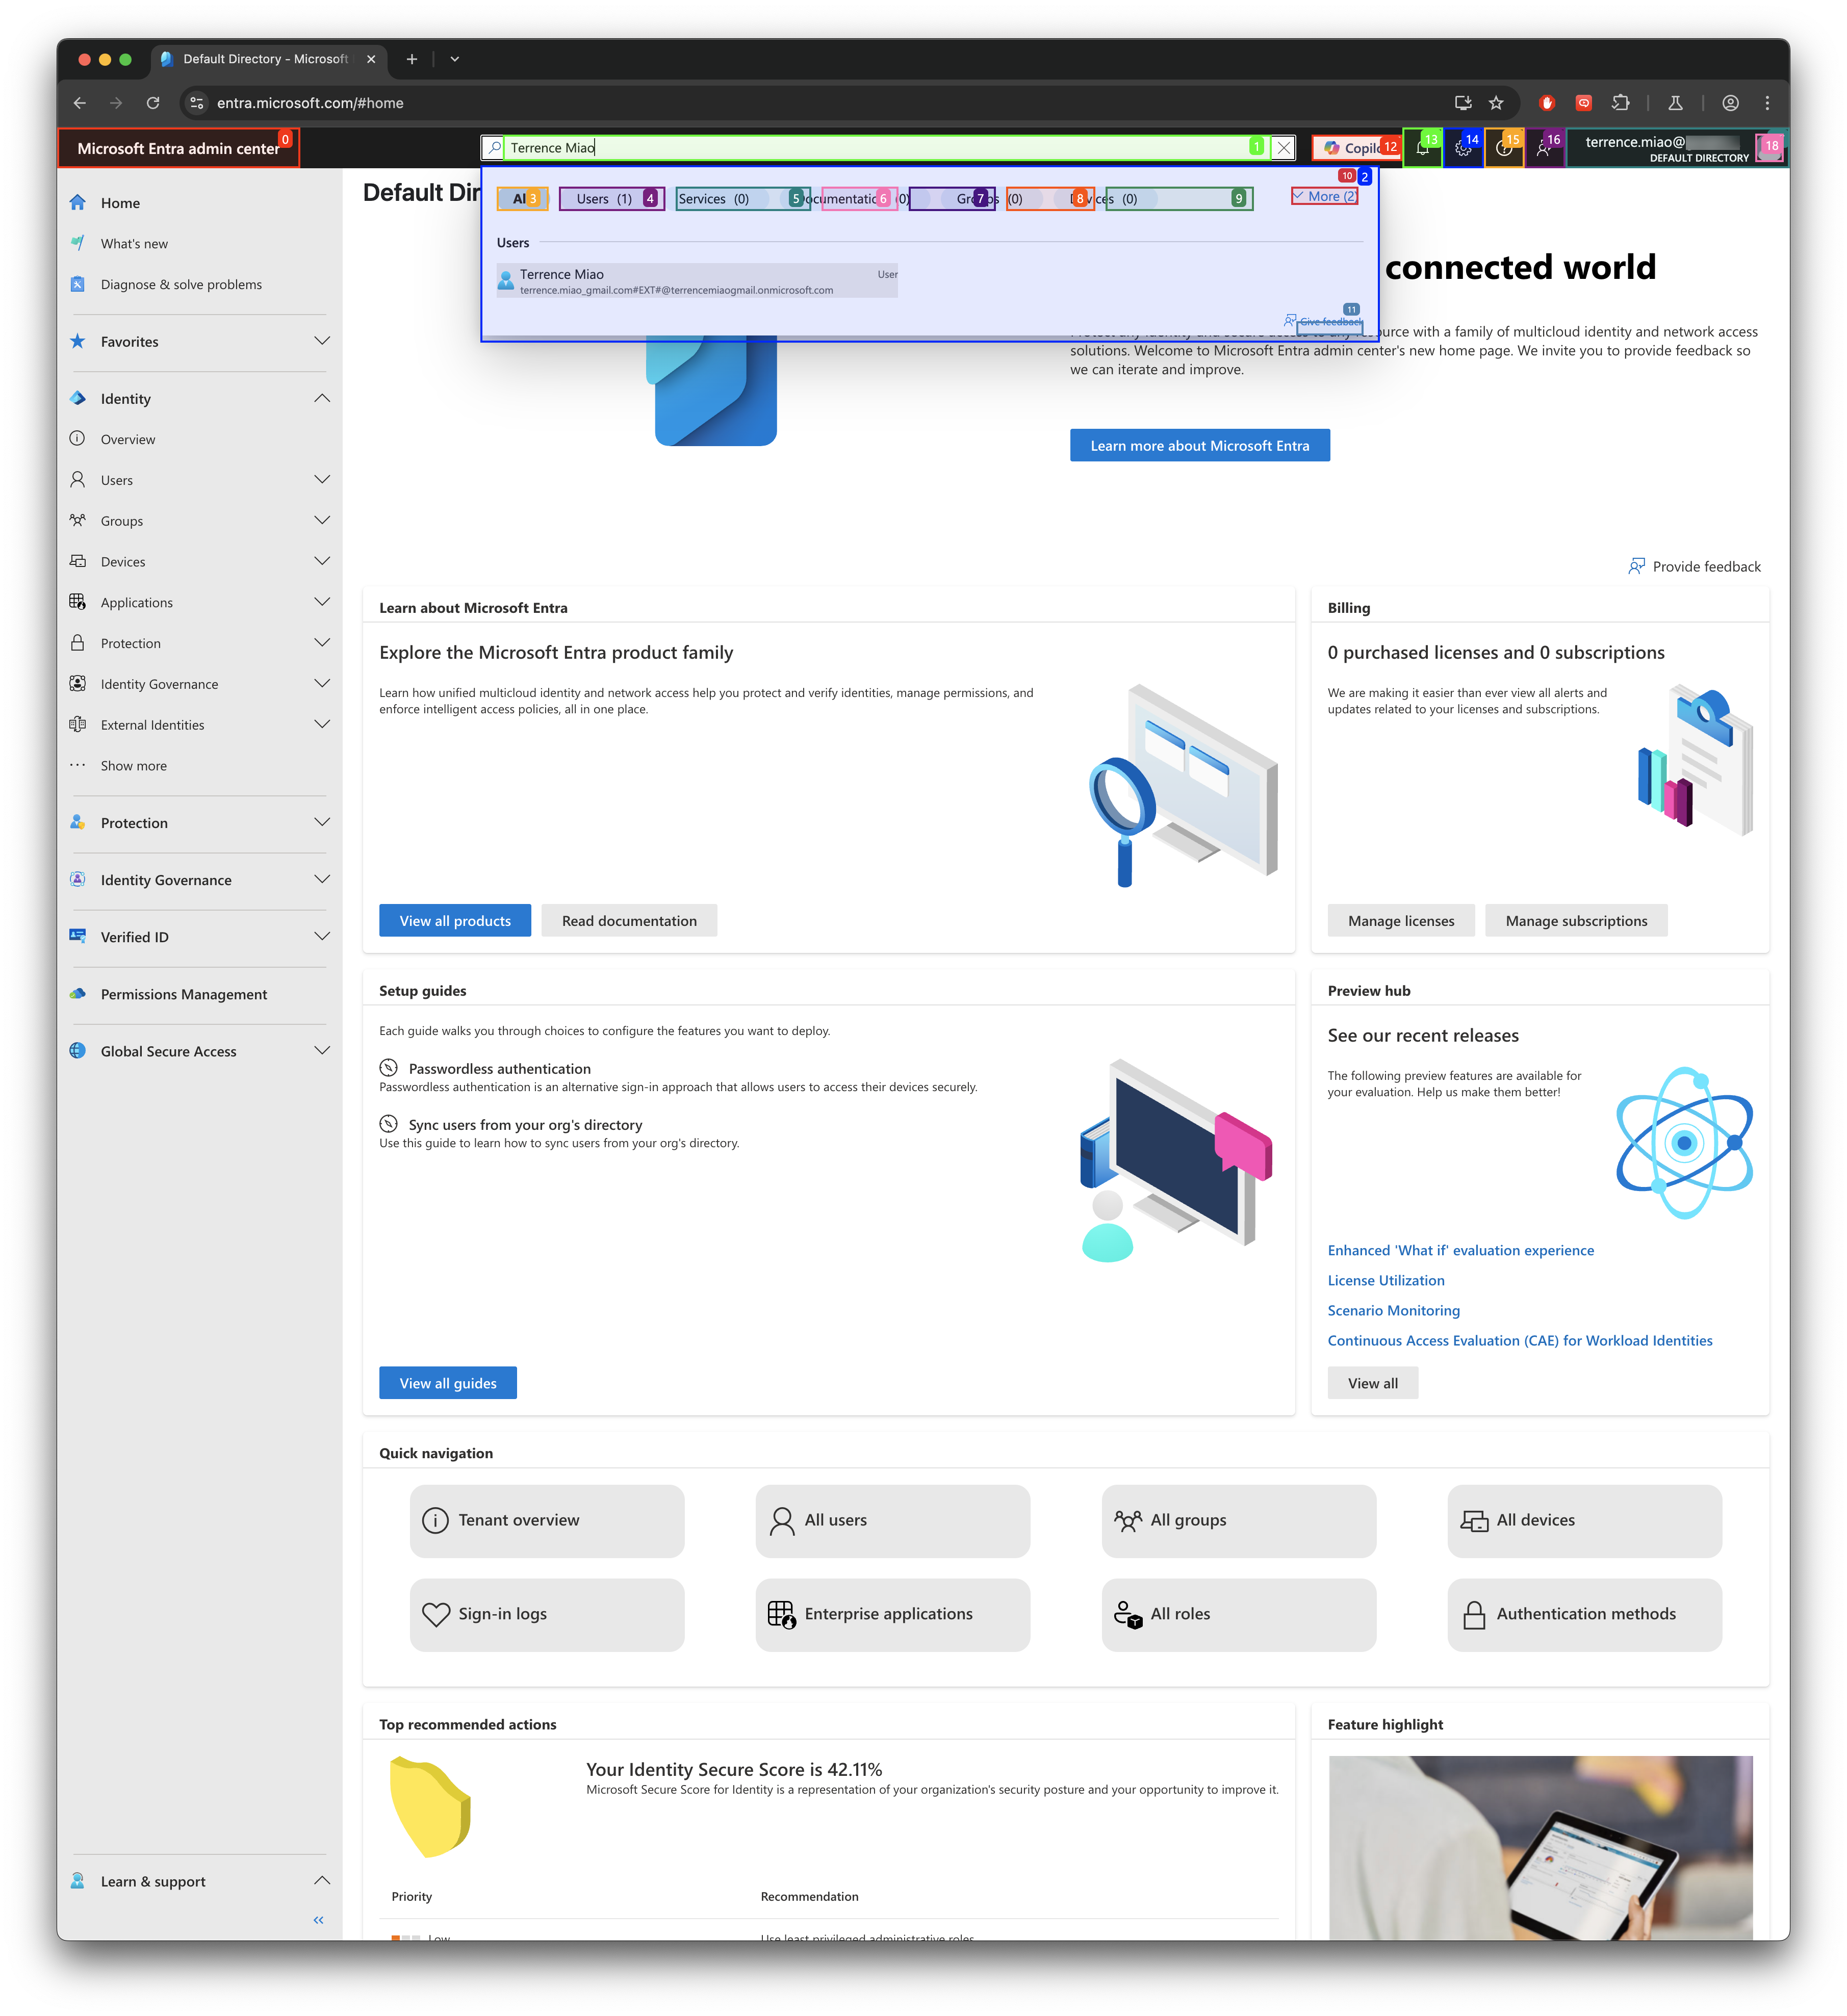 Default Directory - Microsoft
entra.microsoft.com/#home
Microsoft Entra admin center
0
Terrence Miao
1
Copil
12
13
14
15
16
terrence.miao@
DEFAULT DIRECTORY
18
Home
What's new
Diagnose & solve problems
Favorites
Identity
Overview
Users
Groups
Devices
Applications
Protection
Identity Governance
External Identities
Show more
Protection
Identity Governance
Verified ID
Permissions Management
Global Secure Access
Learn & support
Default Dir
10
2
3
Users (1)
4
Services (0)
5
6
7
(0)
8
(0)
9
More (2)
Users
Terrence Miao
User
terrence.miao_gmail.com#EXT#@terrencemiaogmail.onmicrosoft.com
11
Give feedback
connected world
urce with a family of multicloud identity and network access
solutions. Welcome to Microsoft Entra admin center's new home page. We invite you to provide feedback so
we can iterate and improve.
Learn more about Microsoft Entra
Provide feedback
Learn about Microsoft Entra
Explore the Microsoft Entra product family
Learn how unified multicloud identity and network access help you protect and verify identities, manage permissions, and
enforce intelligent access policies, all in one place.
View all products
Read documentation
Billing
0 purchased licenses and 0 subscriptions
We are making it easier than ever view all alerts and
updates related to your licenses and subscriptions.
Manage licenses
Manage subscriptions
Setup guides
Each guide walks you through choices to configure the features you want to deploy.
Passwordless authentication
Passwordless authentication is an alternative sign-in approach that allows users to access their devices securely.
Sync users from your org's directory
Use this guide to learn how to sync users from your org's directory.
View all guides
Preview hub
See our recent releases
The following preview features are available for
your evaluation. Help us make them better!
Enhanced 'What if' evaluation experience
License Utilization
Scenario Monitoring
Continuous Access Evaluation (CAE) for Workload Identities
View all
Quick navigation
Tenant overview
All users
All groups
All devices
Sign-in logs
Enterprise applications
All roles
Authentication methods
Top recommended actions
Your Identity Secure Score is 42.11%
Microsoft Secure Score for Identity is a representation of your organization's security posture and your opportunity to improve it.
Priority
Recommendation
Low
Use least privileged administrative roles
Feature highlight